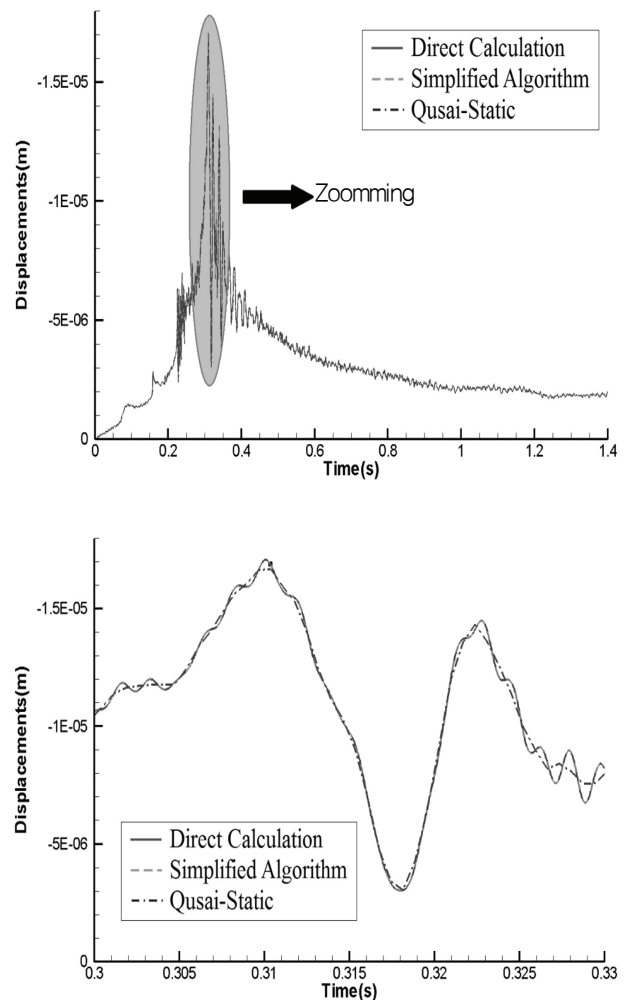 Displacements(m)
-1.5E-05
-1E-05
-5E-06
0
Direct Calculation
Simplified Algorithm
Qusai-Static
Zoomming
0 0.2 0.4 0.6 0.8 1 1.2 1.4
Time(s)
Displacements(m)
-1.5E-05
-1E-05
-5E-06
0
Direct Calculation
Simplified Algorithm
Qusai-Static
0.3 0.305 0.31 0.315 0.32 0.325 0.33
Time(s)